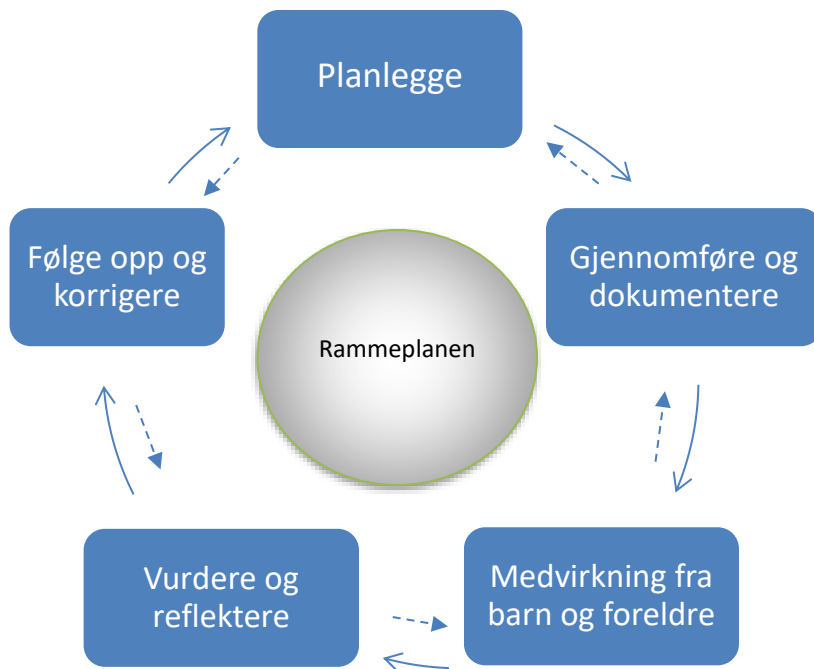 Planlegge
Gjennomføre og
dokumentere
Medvirkning fra
barn og foreldre
Vurdere og
reflektere
Følge opp og
korrigere
Rammeplanen